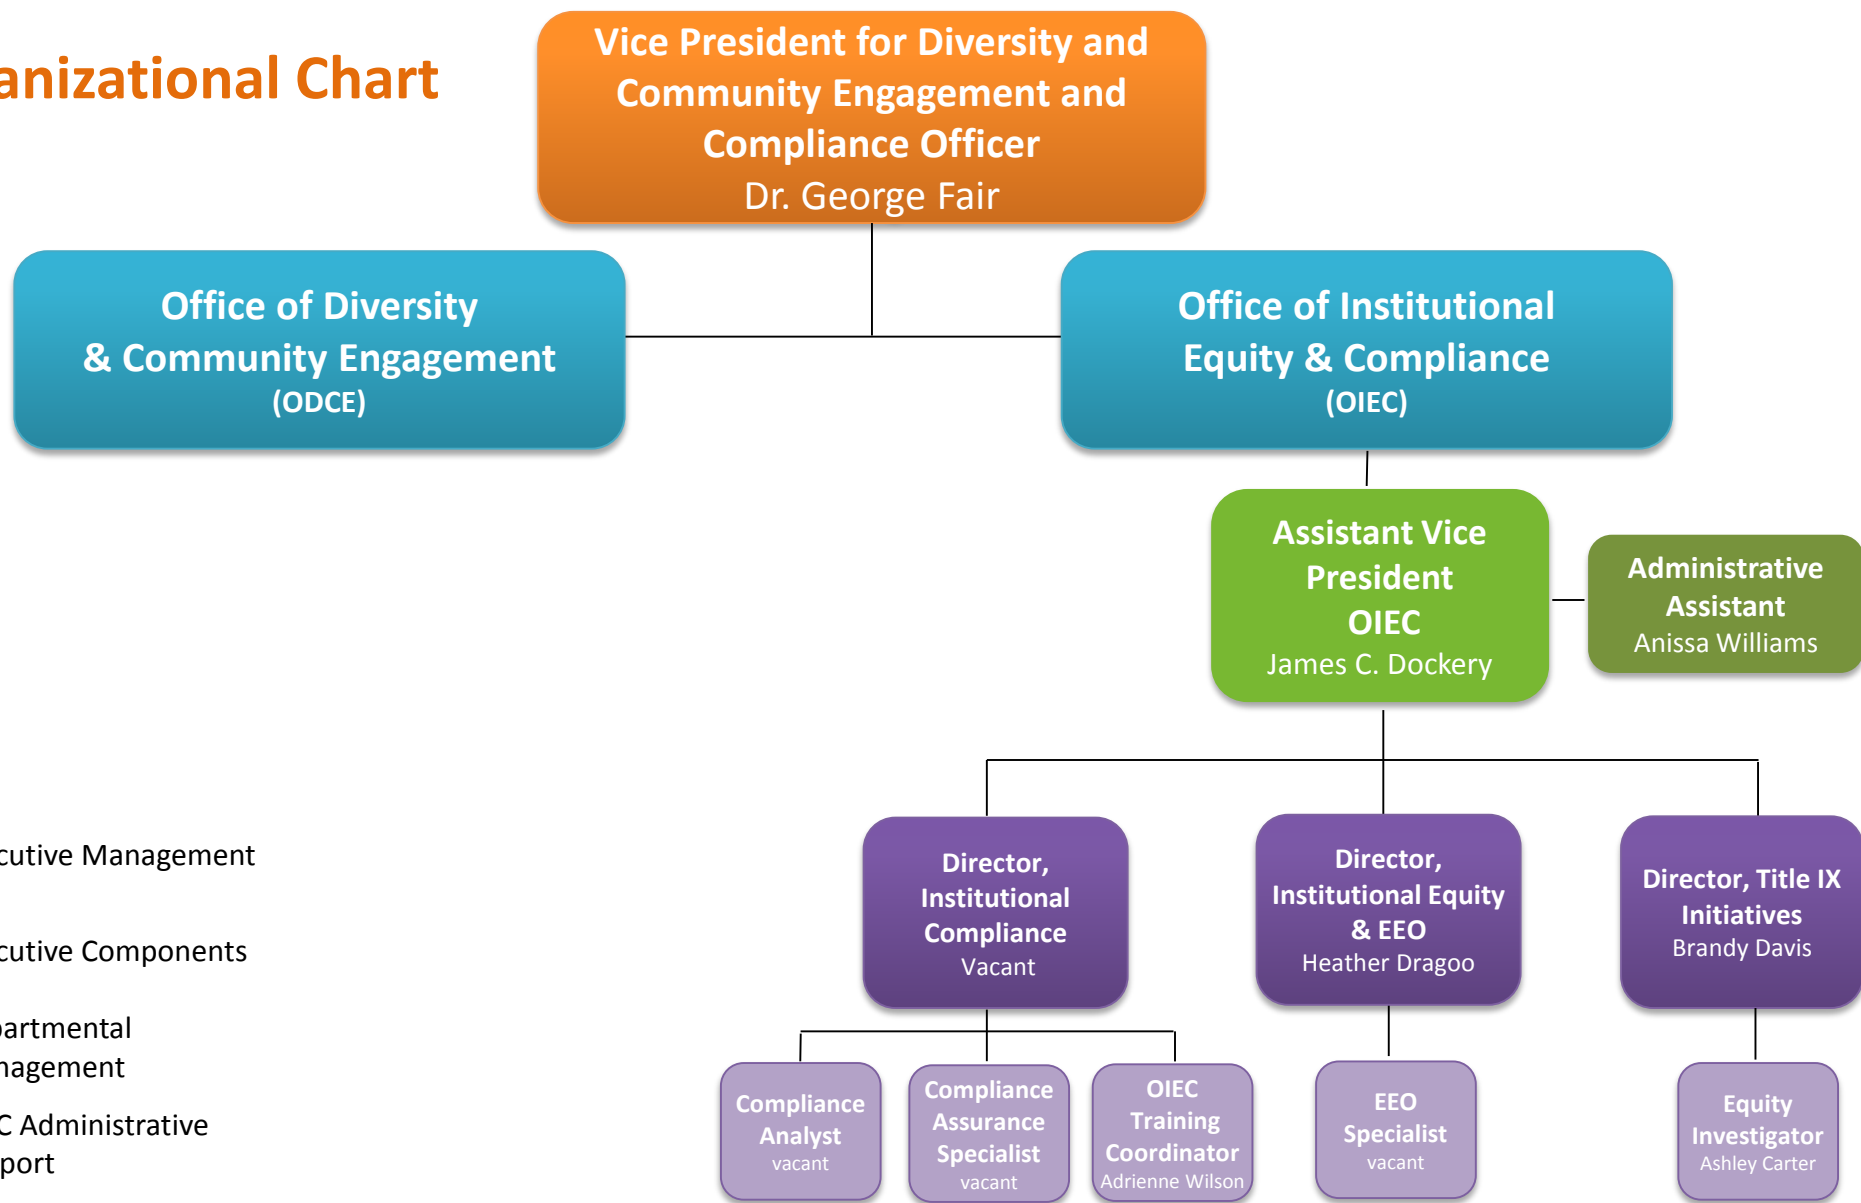 anizational Chart
Vice President for Diversity and
Community Engagement and
Compliance Officer
Dr. George Fair
Office of Diversity
& Community Engagement
(ODCE)
Office of Institutional
Equity & Compliance
(OIEC)
Assistant Vice
President
OIEC
James C. Dockery
Administrative
Assistant
Anissa Williams
Director,
Institutional
Compliance
Vacant
Director,
Institutional Equity
& EEO
Heather Dragoo
Director, Title IX
Initiatives
Brandy Davis
Compliance
Analyst
vacant
Compliance
Assurance
Specialist
vacant
OIEC
Training
Coordinator
Adrienne Wilson
EEO
Specialist
vacant
Equity
Investigator
Ashley Carter
cutive Management
cutive Components
partmental
nagement
C Administrative
port